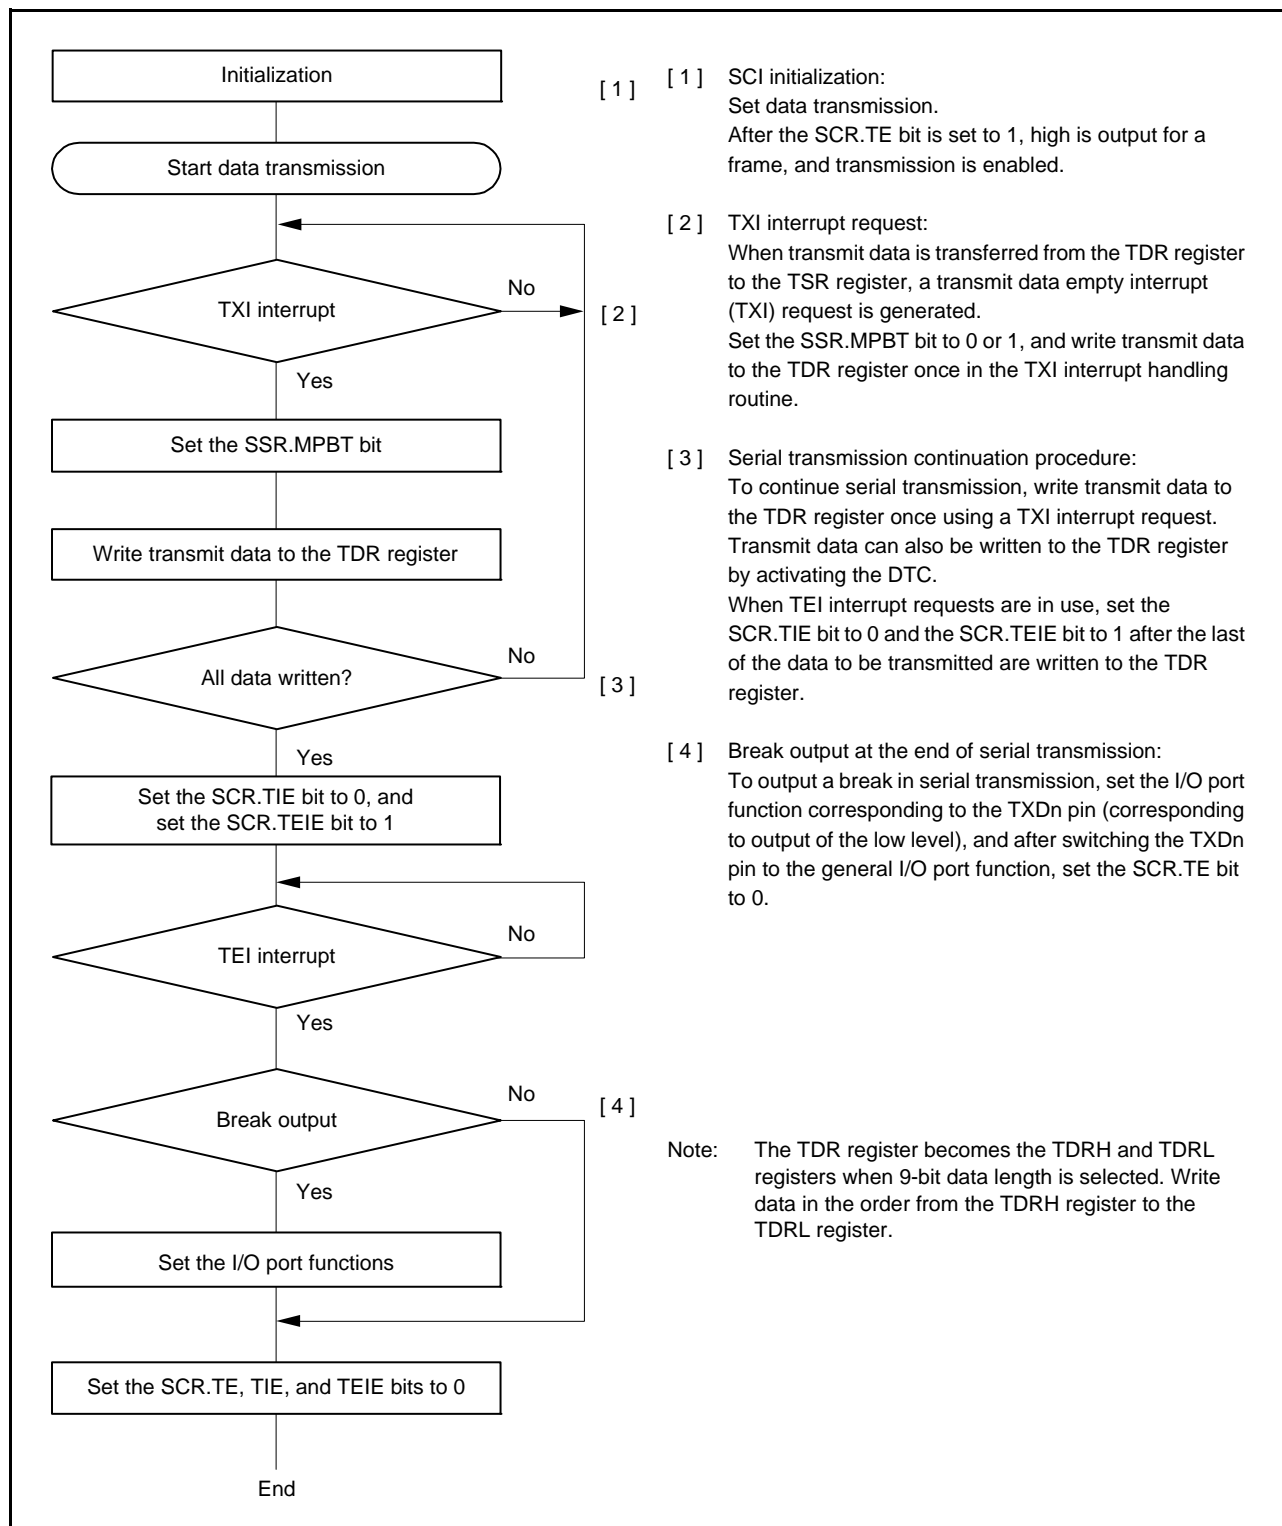 Initialization
[ 1 ]
Start data transmission
TXI interrupt
No
[ 2 ]
Yes
Set the SSR.MPBT bit
Write transmit data to the TDR register
All data written?
No
[ 3 ]
Yes
Set the SCR.TIE bit to 0, and
set the SCR.TEIE bit to 1
TEI interrupt
No
Yes
Break output
No
[ 4 ]
Yes
Set the I/O port functions
Set the SCR.TE, TIE, and TEIE bits to 0
End
[ 1 ] SCI initialization:
Set data transmission.
After the SCR.TE bit is set to 1, high is output for a
frame, and transmission is enabled.
[ 2 ] TXI interrupt request:
When transmit data is transferred from the TDR register
to the TSR register, a transmit data empty interrupt
(TXI) request is generated.
Set the SSR.MPBT bit to 0 or 1, and write transmit data
to the TDR register once in the TXI interrupt handling
routine.
[ 3 ] Serial transmission continuation procedure:
To continue serial transmission, write transmit data to
the TDR register once using a TXI interrupt request.
Transmit data can also be written to the TDR register
by activating the DTC.
When TEI interrupt requests are in use, set the
SCR.TIE bit to 0 and the SCR.TEIE bit to 1 after the last
of the data to be transmitted are written to the TDR
register.
[ 4 ] Break output at the end of serial transmission:
To output a break in serial transmission, set the I/O port
function corresponding to the TXDn pin (corresponding
to output of the low level), and after switching the TXDn
pin to the general I/O port function, set the SCR.TE bit
to 0.
Note: The TDR register becomes the TDRH and TDRL
registers when 9-bit data length is selected. Write
data in the order from the TDRH register to the
TDRL register.